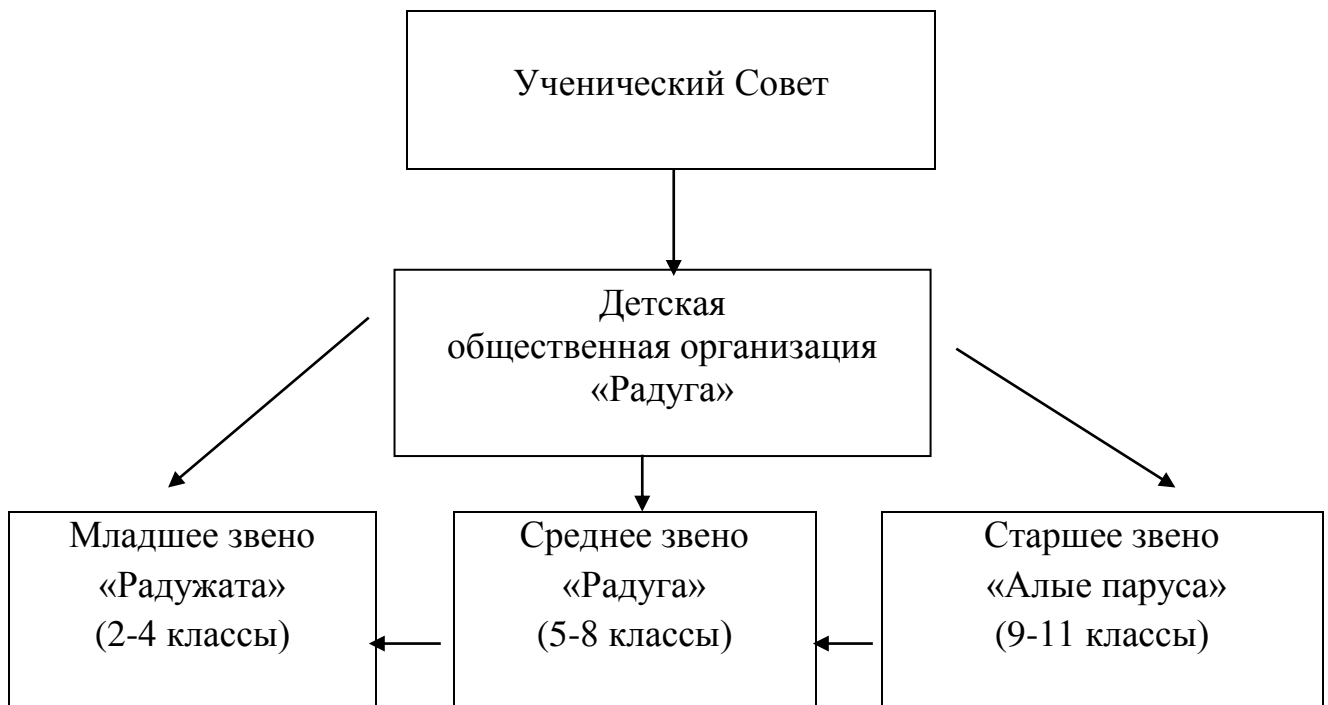 Ученический Совет
Детская
общественная организация
«Радуга»
Младшее звено
«Радужата»
(2-4 классы)
Среднее звено
«Радуга»
(5-8 классы)
Старшее звено
«Алые паруса»
(9-11 классы)